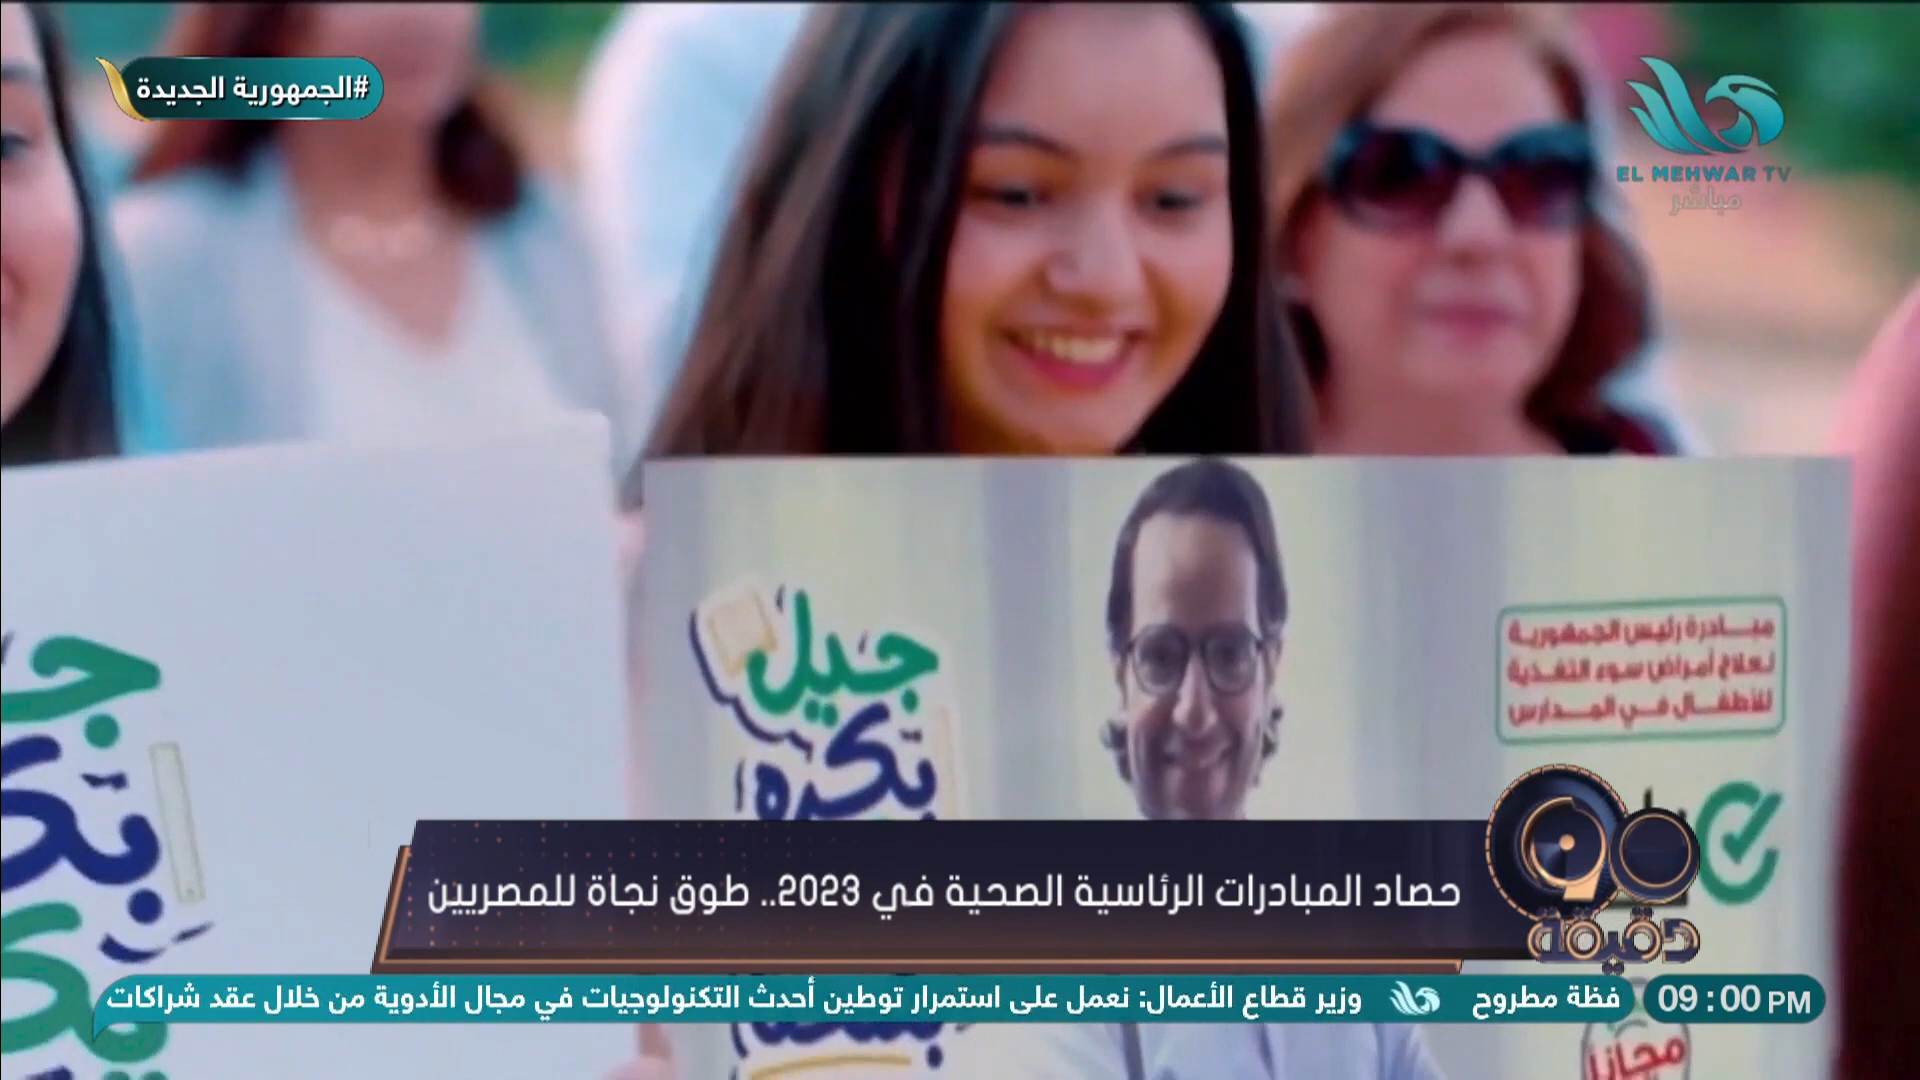 #الجمهورية الجديدة
EL MEHWAR TV
مباشر
جيل
بكره
مبادرة رئيس الجمهورية
لعلاج أمراض سوء التغذية
للأطفال في المدارس
90
دقيقة
حصاد المبادرات الرئاسية الصحية في 2023.. طوق نجاة للمصريين
09:00 PM
فظة مطروح
وزير قطاع الأعمال: نعمل على استمرار توطين أحدث التكنولوجيات في مجال الأدوية من خلال عقد شراكات
مجانا